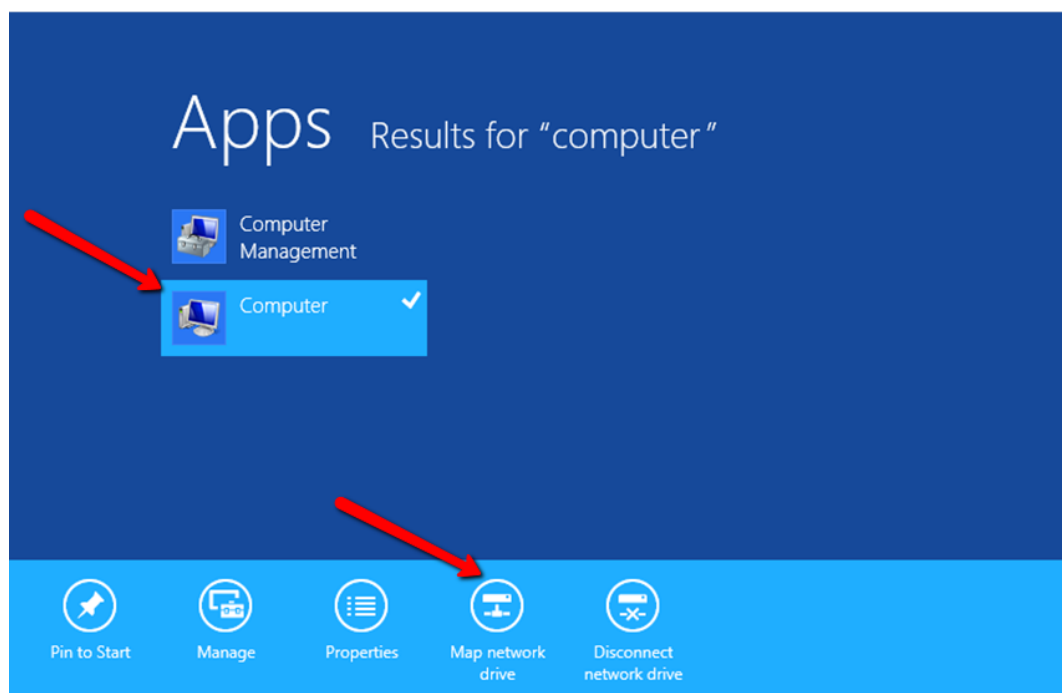 Apps Results for “computer”
Computer
Management
Computer
Pin to Start
Manage
Properties
Map network
drive
Disconnect
network drive